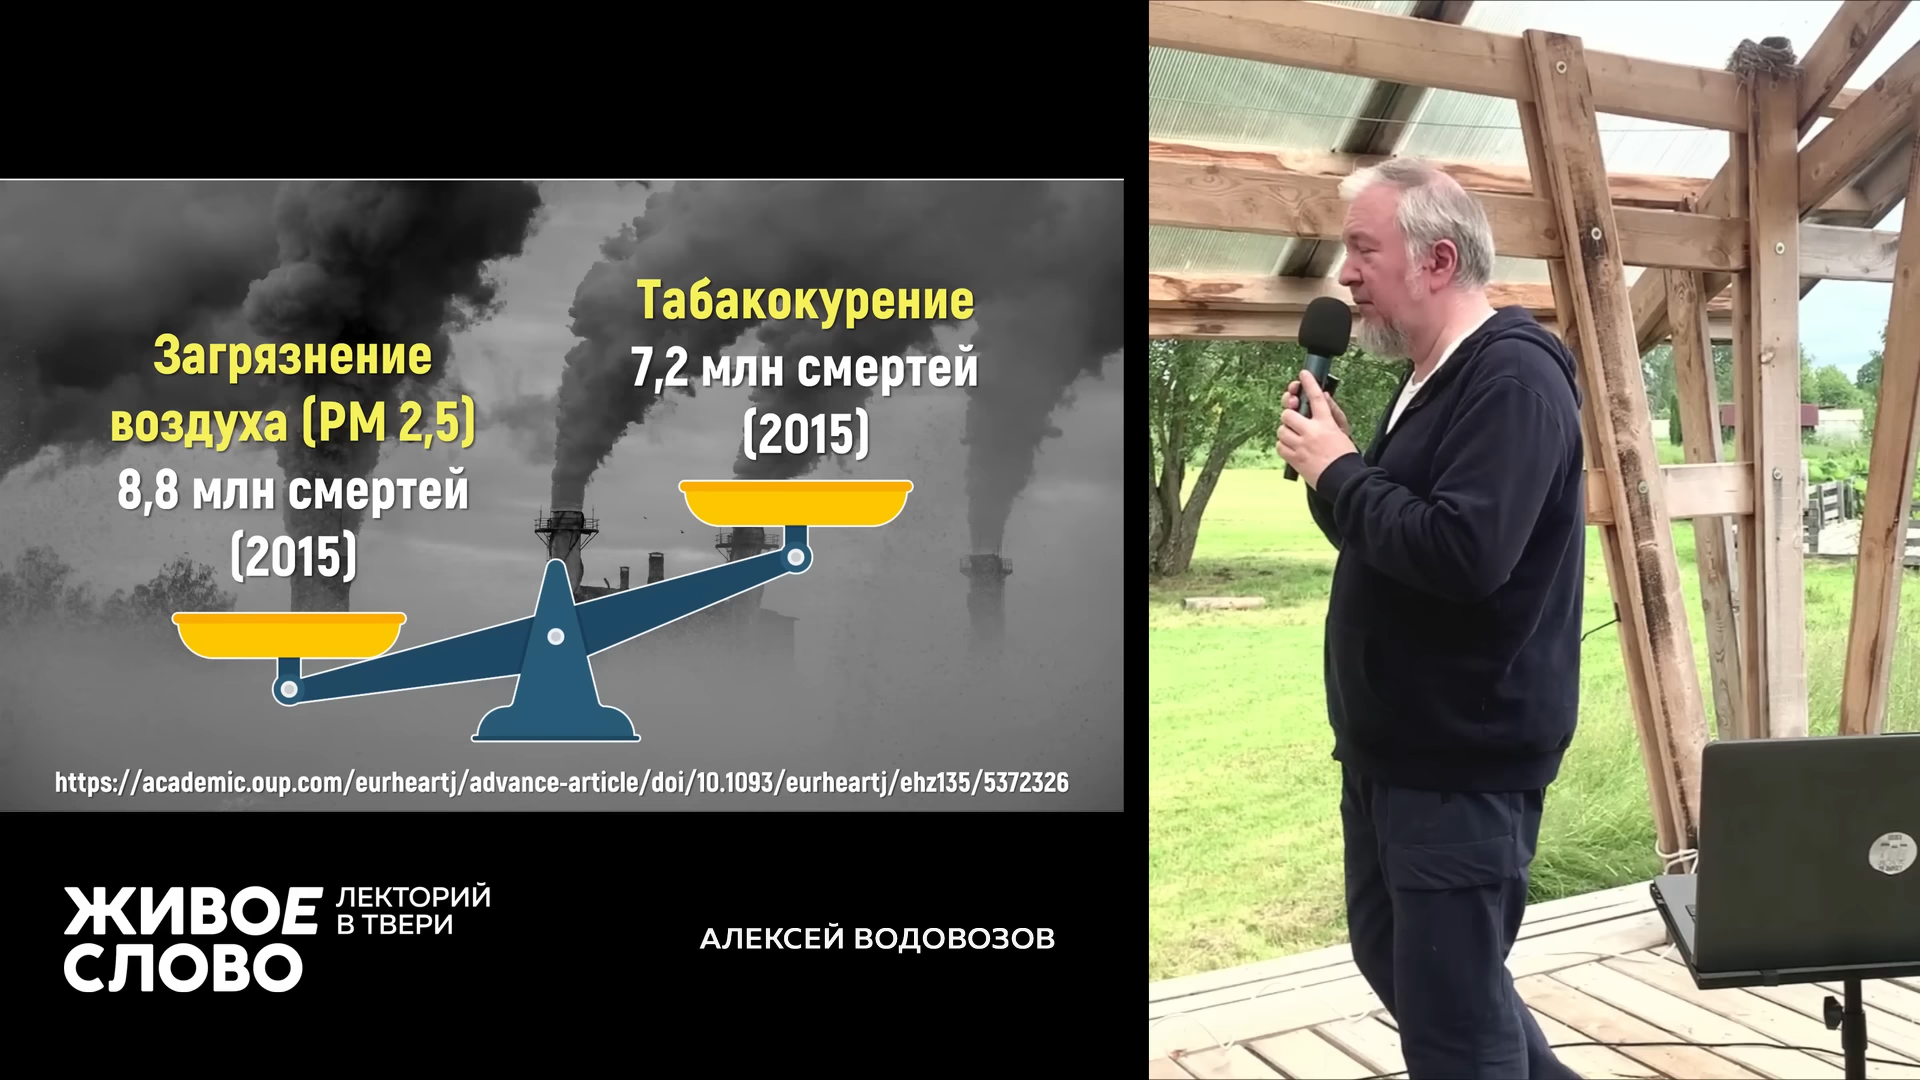 Загрязнение
воздуха (РМ 2,5)
8,8 млн смертей
(2015)
Табакокурение
7,2 млн смертей
(2015)
https://academic.oup.com/eurheartj/advance-article/doi/10.1093/eurheartj/ehz135/5372326
ЖИВОЕ
СЛОВО
ЛЕКТОРИЙ
В ТВЕРИ
АЛЕКСЕЙ ВОДОВОЗОВ